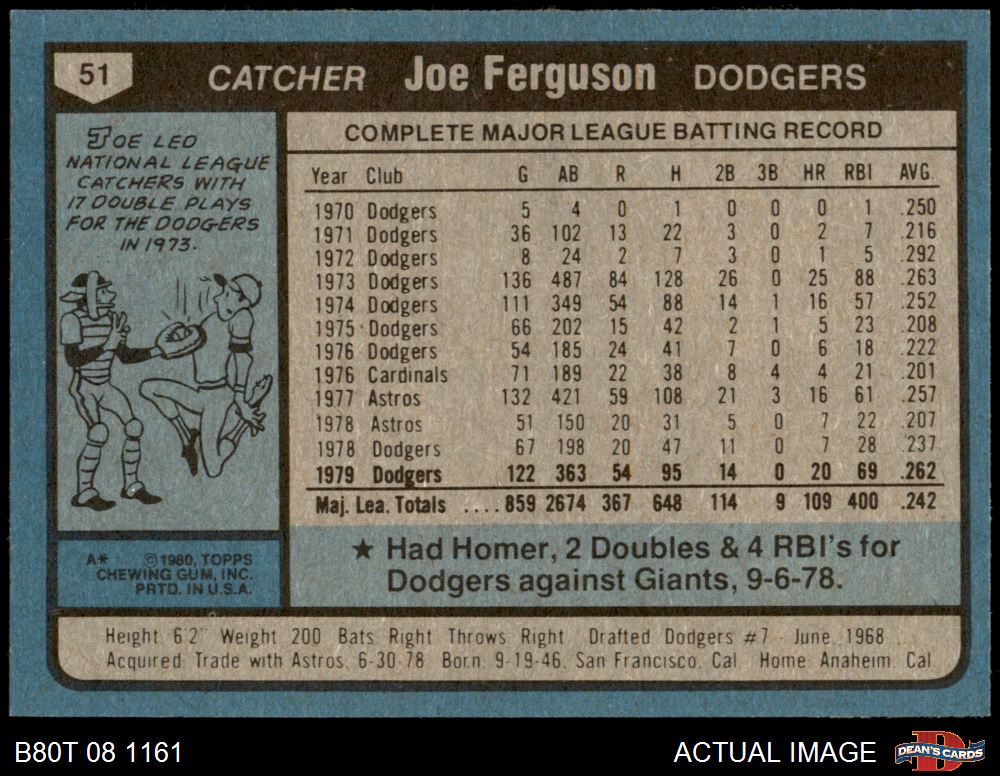 51 CATCHER Joe Ferguson DODGERS
JOE LED
NATIONAL LEAGUE
CATCHERS WITH
17 DOUBLE PLAYS
FOR THE DODGERS
IN 1973.
COMPLETE MAJOR LEAGUE BATTING RECORD
Year Club G AB R H 2B 3B HR RBI AVG.
1970 Dodgers 5 4 0 1 0 0 0 1 .250
1971 Dodgers 36 102 13 22 3 0 2 7 .216
1972 Dodgers 8 24 2 7 3 0 1 5 .292
1973 Dodgers 136 487 84 128 26 0 25 88 .263
1974 Dodgers 111 349 54 88 14 1 16 57 .252
1975 Dodgers 66 202 15 42 2 1 5 23 .208
1976 Dodgers 54 185 24 41 7 0 6 18 .222
1976 Cardinals 71 189 22 38 8 4 4 21 .201
1977 Astros 132 421 59 108 21 3 16 61 .257
1978 Astros 51 150 20 31 5 0 7 22 .207
1978 Dodgers 67 198 20 47 11 0 7 28 .237
1979 Dodgers 122 363 54 95 14 0 20 69 .262
Maj. Lea. Totals ....859 2674 367 648 114 9 109 400 .242
★ Had Homer, 2 Doubles & 4 RBI's for
Dodgers against Giants, 9-6-78.
A* ©1980, TOPPS
CHEWING GUM, INC.
PRTD. IN U.S.A.
Height 6'2" Weight 200 Bats Right Throws Right Drafted Dodgers #7 - June, 1968
Acquired: Trade with Astros, 6-30-78 Born 9-19-46, San Francisco, Cal. Home: Anaheim, Cal.
B80T 08 1161
ACTUAL IMAGE
DEAN'S CARDS